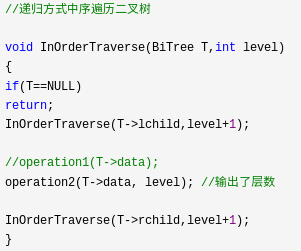 //递归方式中序遍历二叉树
void InOrderTraverse(BiTree T,int level)
{
if(T==NULL)
return;
InOrderTraverse(T->lchild,level+1);
//operation1(T->data);
operation2(T->data, level); //输出了层数
InOrderTraverse(T->rchild,level+1);
}